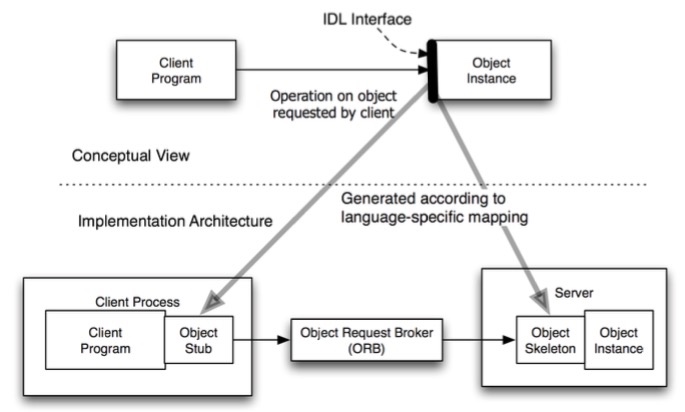 IDL Interface
Client
Program
Object
Instance
Operation on object
requested by client
Conceptual View
Implementation Architecture
Generated according to
language-specific mapping
Client Process
Client
Program
Object
Stub
Object Request Broker
(ORB)
Server
Object
Skeleton
Object
Instance